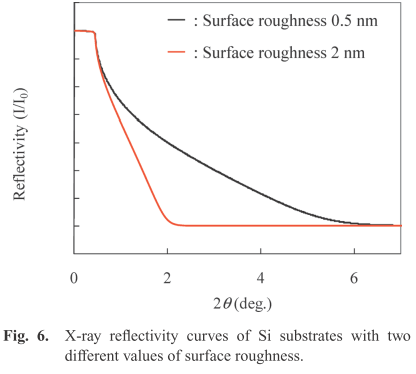 — : Surface roughness 0.5 nm
— : Surface roughness 2 nm
Reflectivity (I/I₀)
0 2 4 6
2θ (deg.)
Fig. 6. X-ray reflectivity curves of Si substrates with two
different values of surface roughness.